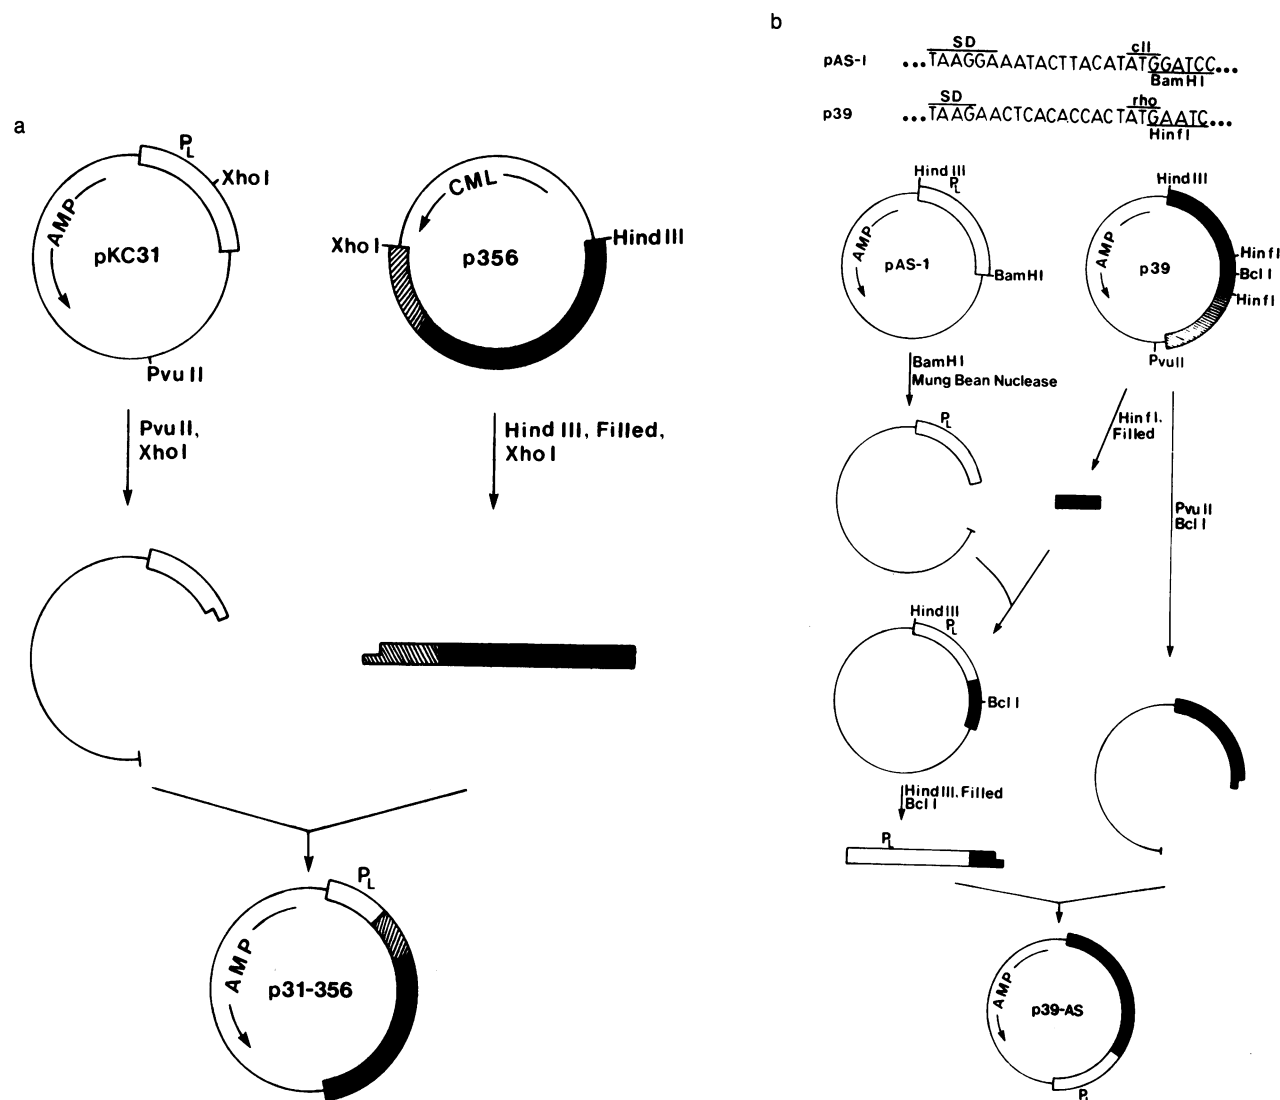 a
P L
Xho I
AMP
pKC31
Pvu II
CML
Xho I
p356
Hind III
Pvu II,
Xho I
Hind III, Filled,
Xho I
P L
AMP
p31-356
b
SD
cII
pAS-1
...TAAGGAAATACTTACATATGGATCC...
BamHI
SD
rho
p39
...TAAGAACTCACACCACTATGAATC...
Hinf I
Hind III
P L
AMP
pAS-1
BamHI
Hind III
AMP
p39
Hinf I
Bcl I
Hinf I
Pvu II
BamHI
Mung Bean Nuclease
P L
Hinf I,
Filled
Pvu II
Bcl I
Hind III
P L
Bcl I
Hind III, Filled
Bcl I
P L
AMP
p39-AS
P L